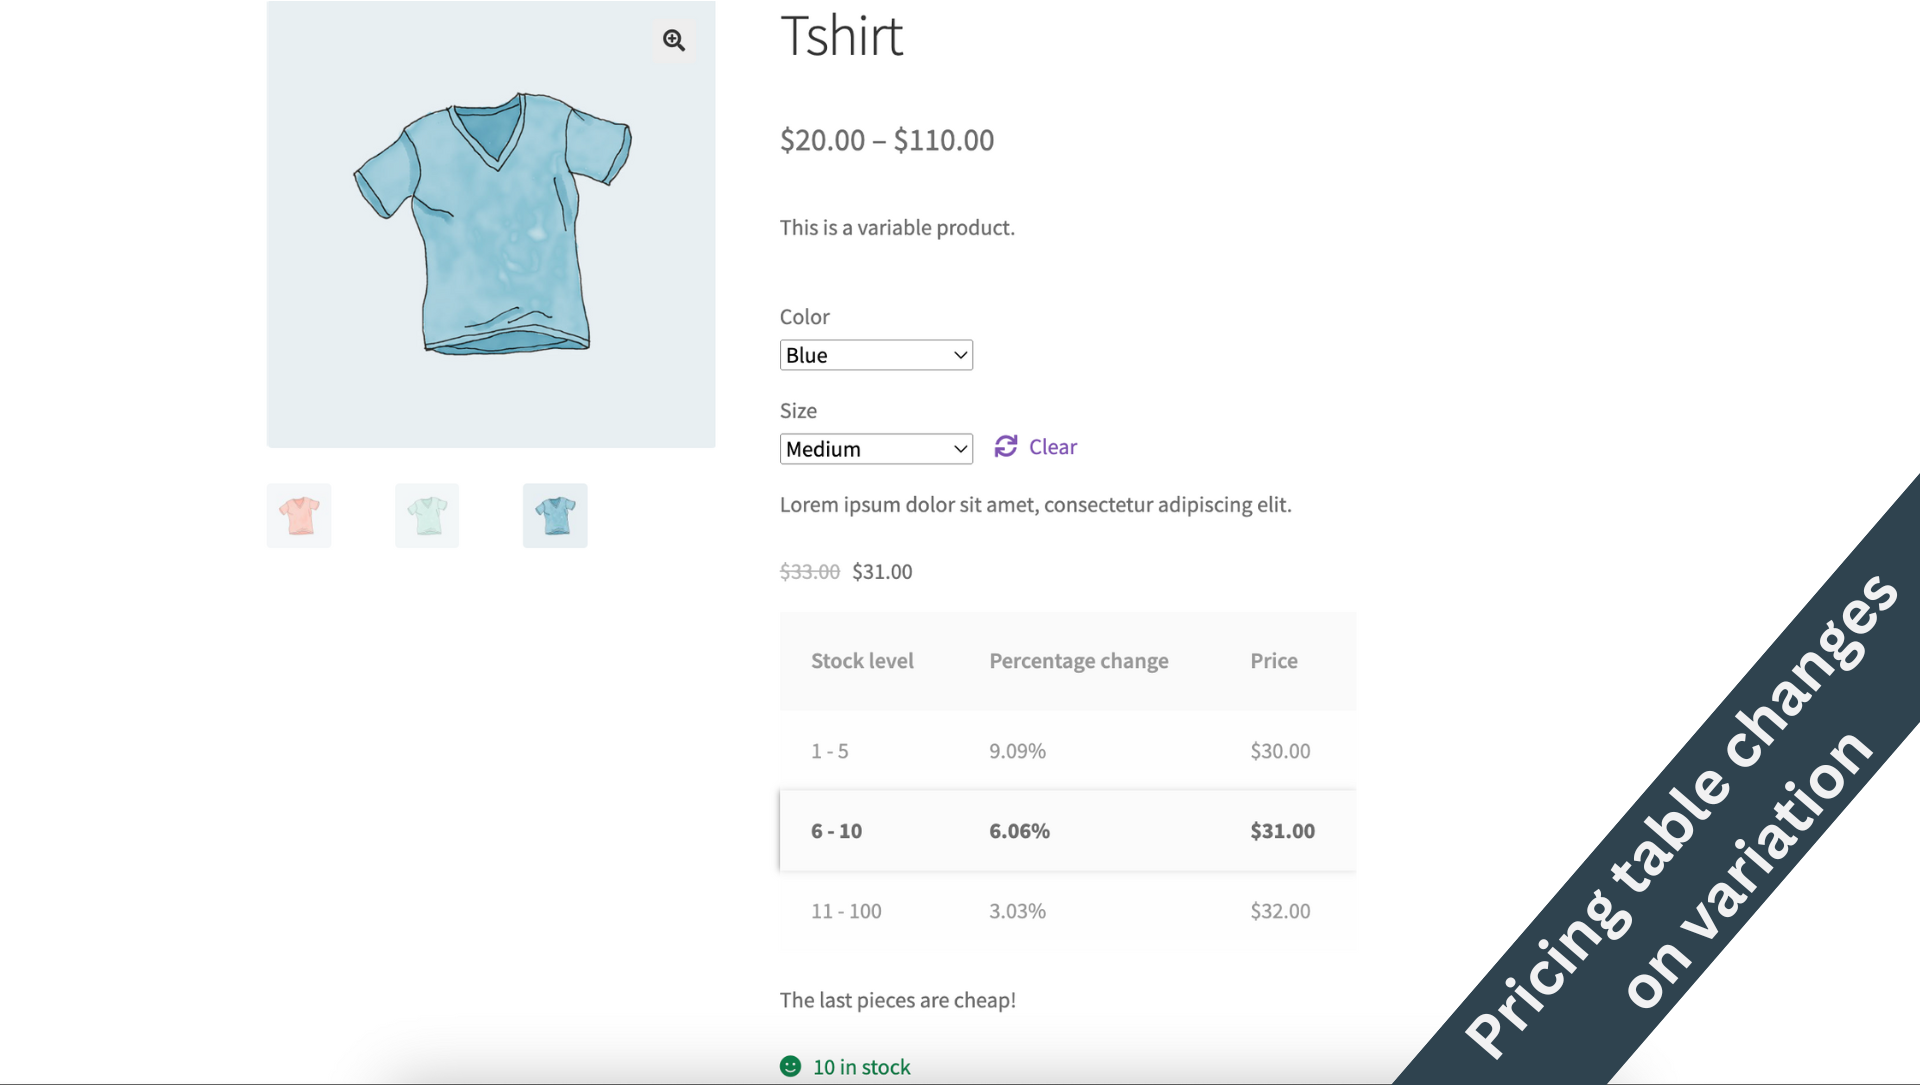 Tshirt
$20.00 – $110.00
This is a variable product.
Color
Blue
Size
Medium
Clear
Lorem ipsum dolor sit amet, consectetur adipiscing elit.
$33.00 $31.00
Stock level Percentage change Price
1 - 5 9.09% $30.00
6 - 10 6.06% $31.00
11 - 100 3.03% $32.00
The last pieces are cheap!
10 in stock
Pricing table changes
on variation